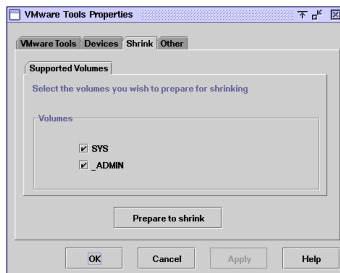 VMware Tools Properties
VMware Tools Devices Shrink Other
Supported Volumes
Select the volumes you wish to prepare for shrinking
Volumes
SYS
_ADMIN
Prepare to shrink
OK Cancel Apply Help